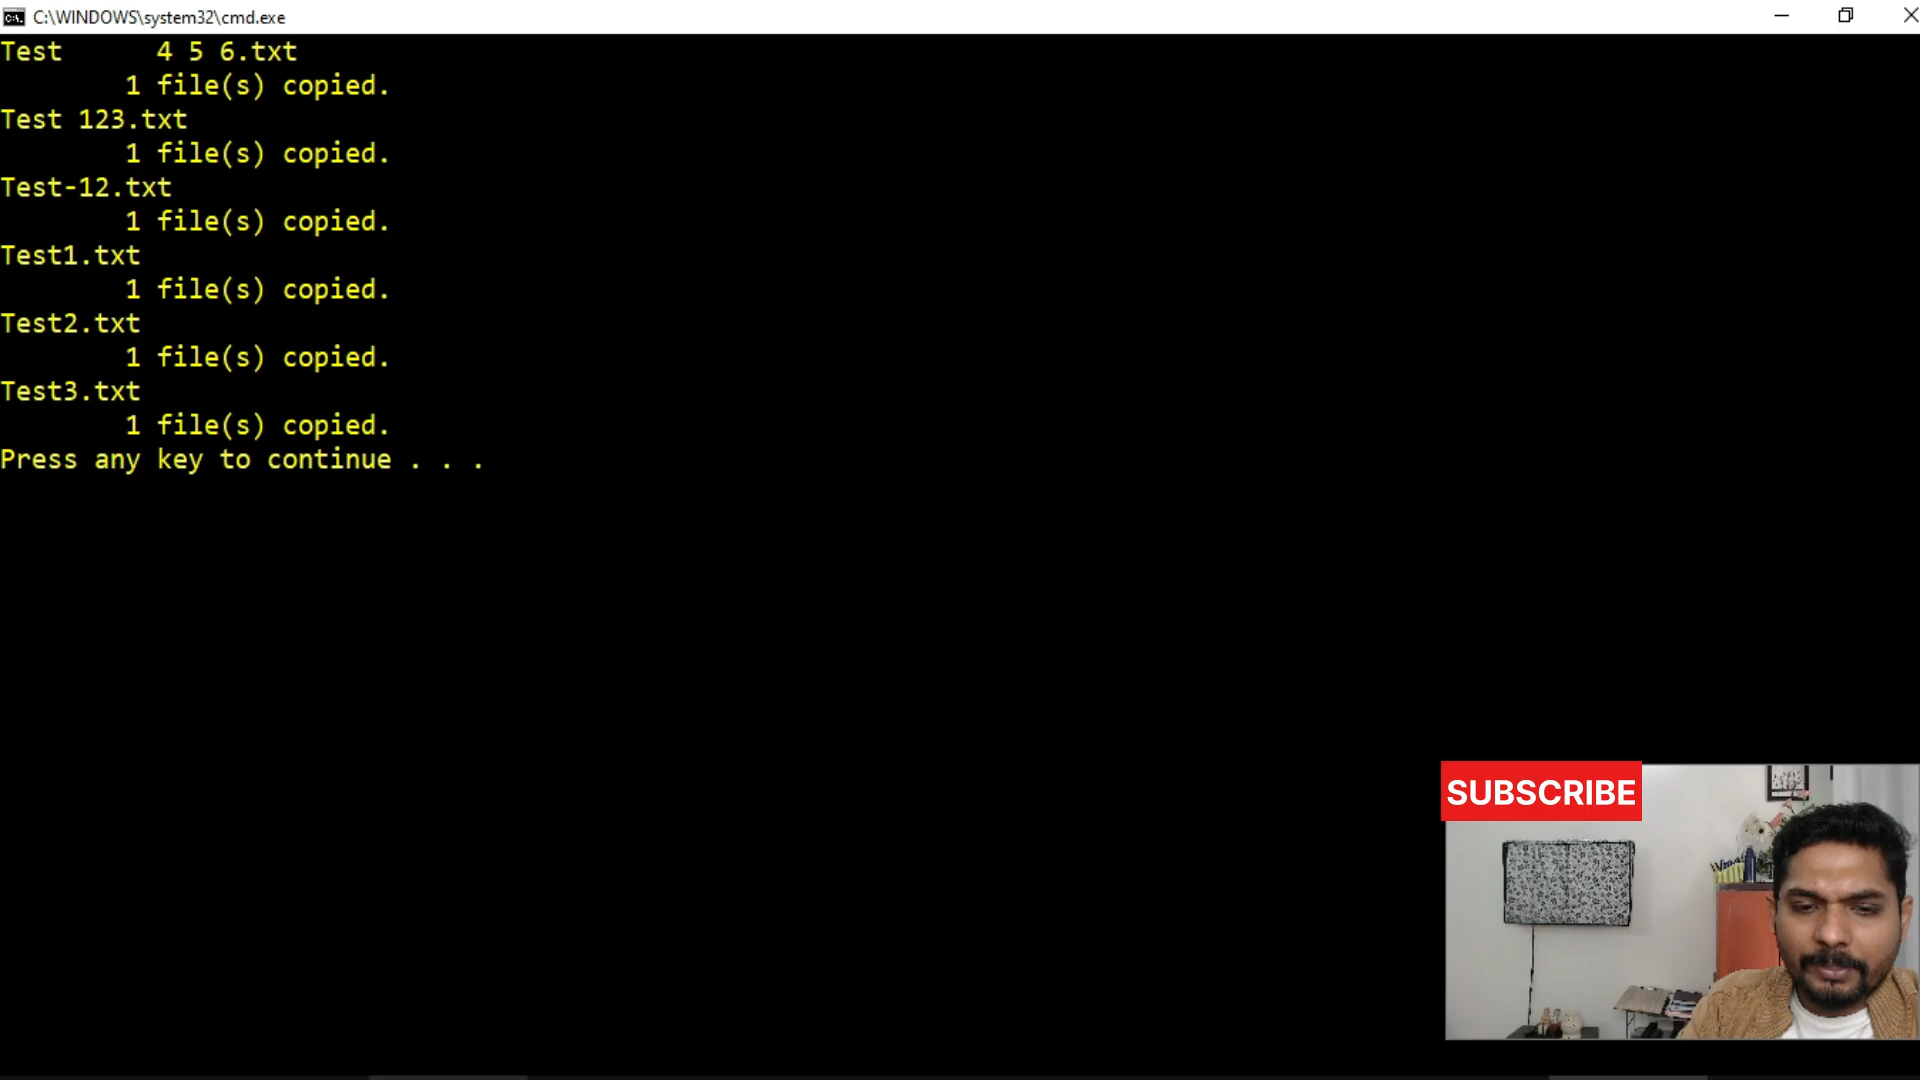 C:\WINDOWS\system32\cmd.exe
Test      4 5 6.txt
        1 file(s) copied.
Test 123.txt
        1 file(s) copied.
Test-12.txt
        1 file(s) copied.
Test1.txt
        1 file(s) copied.
Test2.txt
        1 file(s) copied.
Test3.txt
        1 file(s) copied.
Press any key to continue . . .
SUBSCRIBE